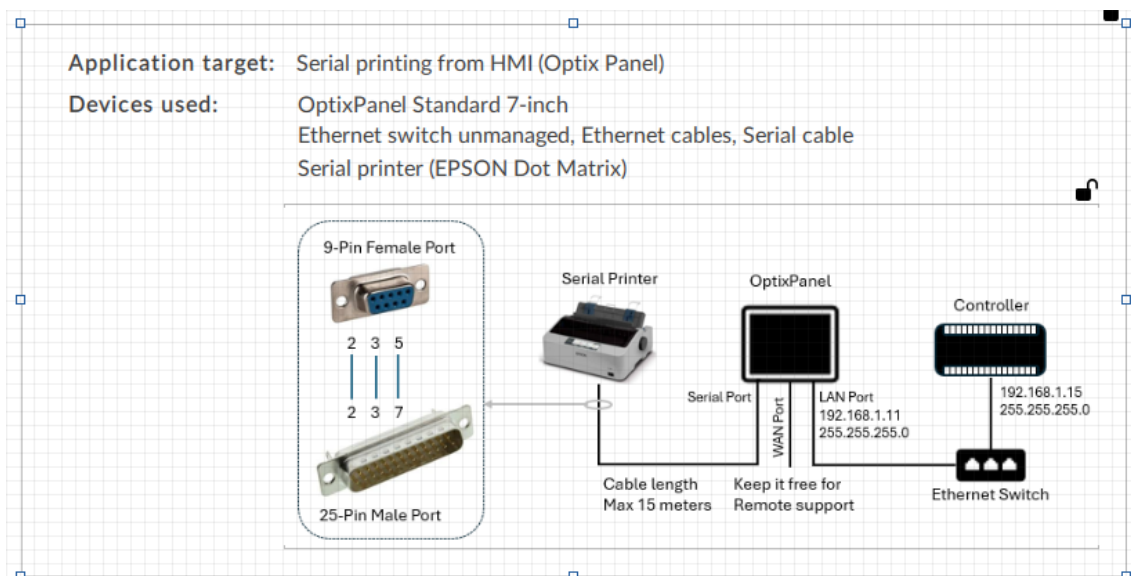 Application target: Serial printing from HMI (Optix Panel)
Devices used: OptixPanel Standard 7-inch
Ethernet switch unmanaged, Ethernet cables, Serial cable
Serial printer (EPSON Dot Matrix)
9-Pin Female Port
2 3 5
2 3 7
25-Pin Male Port
Serial Printer
EPSON
OptixPanel
Controller
Serial Port
WAN Port
LAN Port
192.168.1.11
255.255.255.0
192.168.1.15
255.255.255.0
Cable length
Max 15 meters
Keep it free for
Remote support
Ethernet Switch